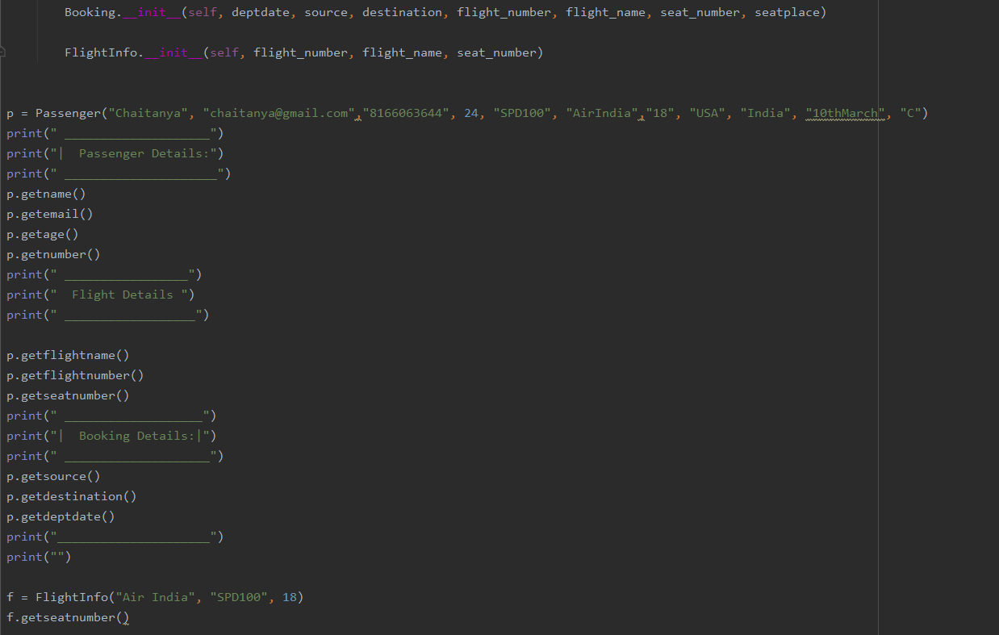 Booking.__init__(self, deptdate, source, destination, flight_number, flight_name, seat_number, seatplace)
FlightInfo.__init__(self, flight_number, flight_name, seat_number)
p = Passenger("Chaitanya", "chaitanya@gmail.com","8166063644", 24, "SPD100", "AirIndia","18", "USA", "India", "10thMarch", "C")
print(" ____________________")
print("|  Passenger Details:")
print(" _____________________")
p.getname()
p.getemail()
p.getage()
p.getnumber()
print(" _________________")
print("  Flight Details ")
print(" __________________")
p.getflightname()
p.getflightnumber()
p.getseatnumber()
print(" ___________________")
print("|  Booking Details:|")
print(" ____________________")
p.getsource()
p.getdestination()
p.getdeptdate()
print("_____________________")
print("")
f = FlightInfo("Air India", "SPD100", 18)
f.getseatnumber()